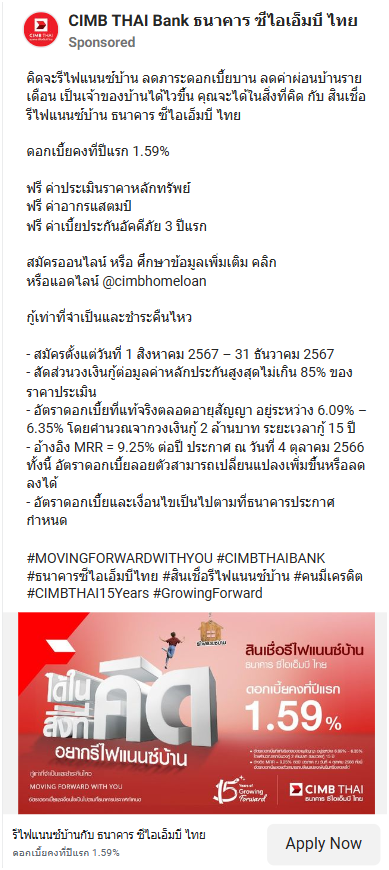 CIMB THAI
CIMB THAI Bank ธนาคาร ซีไอเอ็มบี ไทย
Sponsored
คิดจะรีไฟแนนซ์บ้าน ลดภาระดอกเบี้ยบาน ลดค่าผ่อนบ้านราย
เดือน เป็นเจ้าของบ้านได้ไวขึ้น คุณจะได้ในสิ่งที่คิด กับ สินเชื่อ
รีไฟแนนซ์บ้าน ธนาคาร ซีไอเอ็มบี ไทย
ดอกเบี้ยคงที่ปีแรก 1.59%
ฟรี ค่าประเมินราคาหลักทรัพย์
ฟรี ค่าอากรแสตมป์
ฟรี ค่าเบี้ยประกันอัคคีภัย 3 ปีแรก
สมัครออนไลน์ หรือ ศึกษาข้อมูลเพิ่มเติม คลิก
หรือแอดไลน์ @cimbhomeloan
กู้เท่าที่จำเป็นและชำระคืนไหว
- สมัครตั้งแต่วันที่ 1 สิงหาคม 2567 – 31 ธันวาคม 2567
- สัดส่วนวงเงินกู้ต่อมูลค่าหลักประกันสูงสุดไม่เกิน 85% ของ
ราคาประเมิน
- อัตราดอกเบี้ยที่แท้จริงตลอดอายุสัญญา อยู่ระหว่าง 6.09% –
6.35% โดยคำนวณจากวงเงินกู้ 2 ล้านบาท ระยะเวลากู้ 15 ปี
- อ้างอิง MRR = 9.25% ต่อปี ประกาศ ณ วันที่ 4 ตุลาคม 2566
ทั้งนี้ อัตราดอกเบี้ยลอยตัวสามารถเปลี่ยนแปลงเพิ่มขึ้นหรือลด
ลงได้
- อัตราดอกเบี้ยและเงื่อนไขเป็นไปตามที่ธนาคารประกาศ
กำหนด
#MOVINGFORWARDWITHYOU #CIMBTHAIBANK
#ธนาคารซีไอเอ็มบีไทย #สินเชื่อรีไฟแนนซ์บ้าน #คนมีเครดิต
#CIMBTHAI15Years #GrowingForward
ได้ใน
สิ่งที่
คิด
อยากรีไฟแนนซ์บ้าน
กู้เท่าที่จำเป็นและชำระคืนไหว
MOVING FORWARD WITH YOU
สินเชื่อรีไฟแนนซ์บ้าน
ธนาคาร ซีไอเอ็มบี ไทย
ดอกเบี้ยคงที่ปีแรก
1.59%
15 Years of
Growing
Forward
CIMB THAI
ธนาคาร ซีไอเอ็มบี ไทย
รีไฟแนนซ์บ้านกับ ธนาคาร ซีไอเอ็มบี ไทย
ดอกเบี้ยคงที่ปีแรก 1.59%
Apply Now